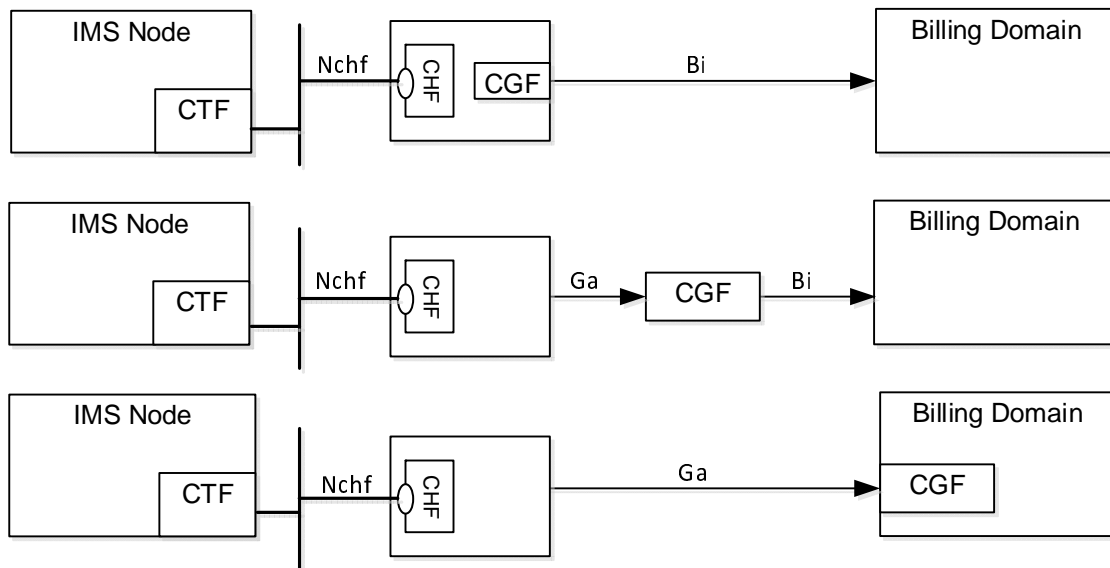 IMS Node
Billing Domain
Nchf
CHF
CGF
Bi
CTF
IMS Node
Billing Domain
Nchf
CHF
Ga
CGF
Bi
CTF
IMS Node
Billing Domain
Nchf
CHF
Ga
CGF
CTF